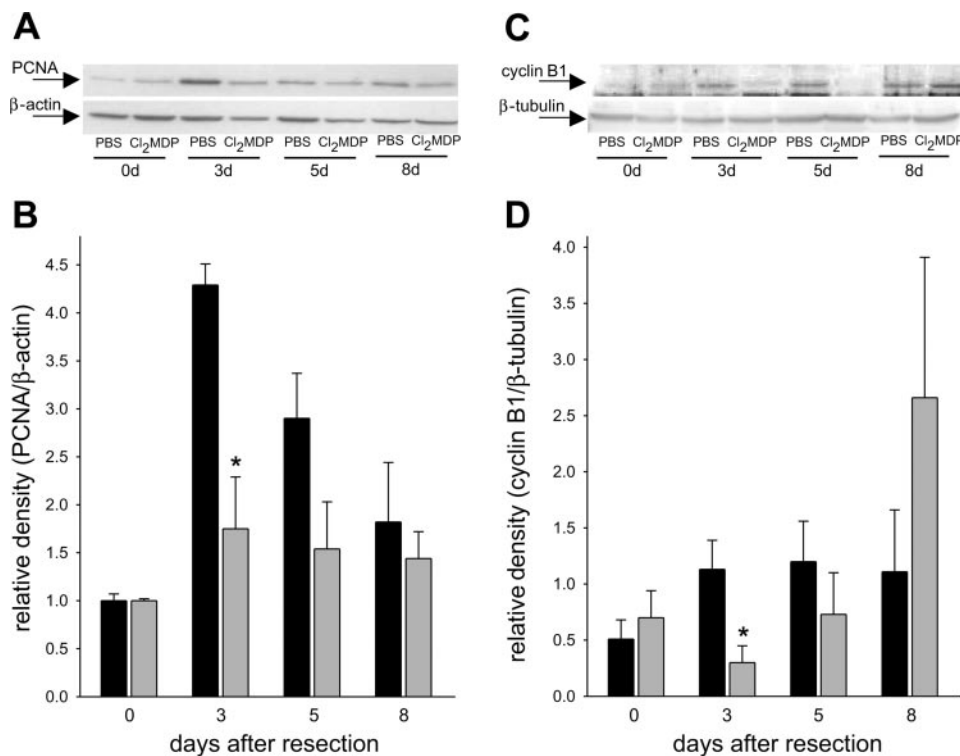 A
PCNA
β-actin
PBS Cl2MDP PBS Cl2MDP PBS Cl2MDP PBS Cl2MDP
0d 3d 5d 8d
C
cyclin B1
β-tubulin
PBS Cl2MDP PBS Cl2MDP PBS Cl2MDP PBS Cl2MDP
0d 3d 5d 8d
B
relative density (PCNA/β-actin)
4.5
4.0
3.5
3.0
2.5
2.0
1.5
1.0
0.5
0.0
*
0 3 5 8
days after resection
D
relative density (cyclin B1/β-tubulin)
4.0
3.5
3.0
2.5
2.0
1.5
1.0
0.5
0.0
*
0 3 5 8
days after resection